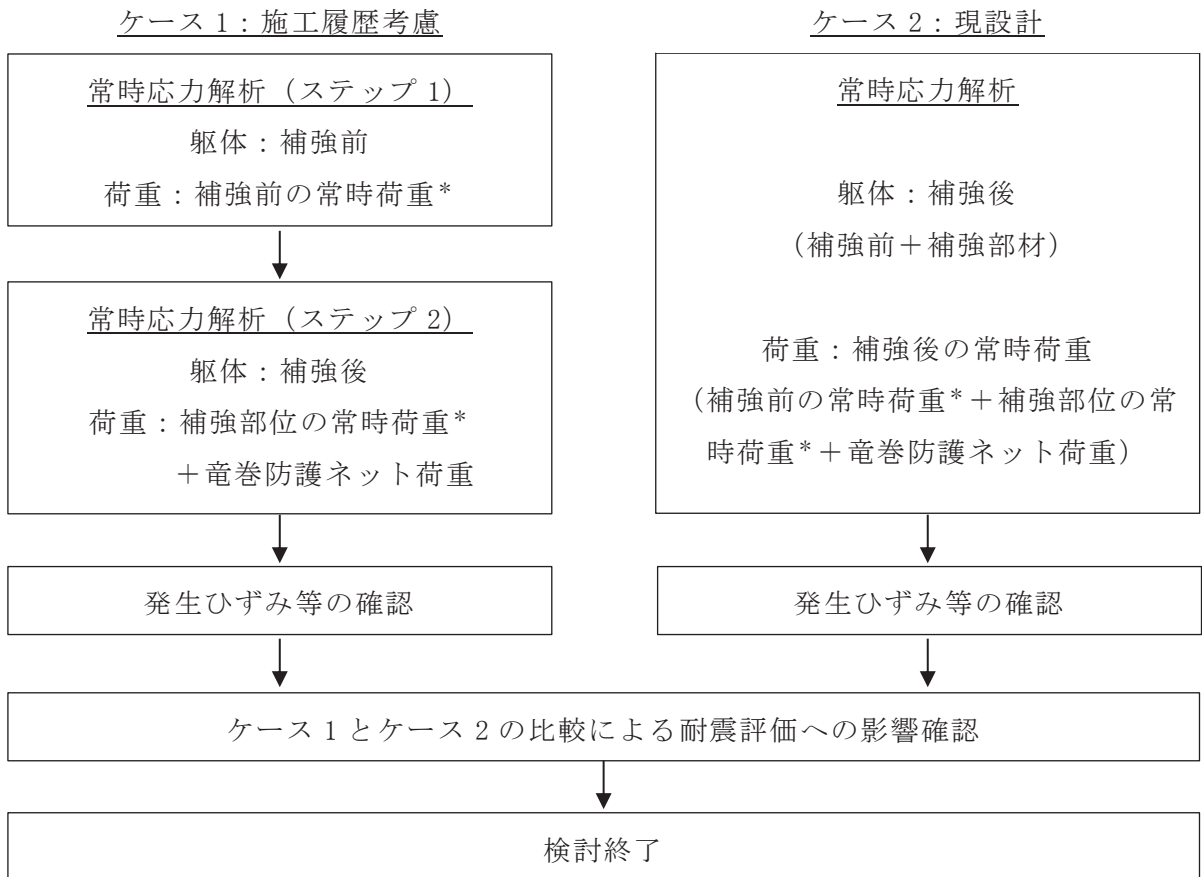 ケース 1：施工履歴考慮
常時応力解析（ステップ 1）
躯体：補強前
荷重：補強前の常時荷重*
常時応力解析（ステップ 2）
躯体：補強後
荷重：補強部位の常時荷重*
＋竜巻防護ネット荷重
発生ひずみ等の確認
ケース 2：現設計
常時応力解析
躯体：補強後
（補強前＋補強部材）
荷重：補強後の常時荷重
（補強前の常時荷重*＋補強部位の常
時荷重*＋竜巻防護ネット荷重）
発生ひずみ等の確認
ケース 1 とケース 2 の比較による耐震評価への影響確認
検討終了